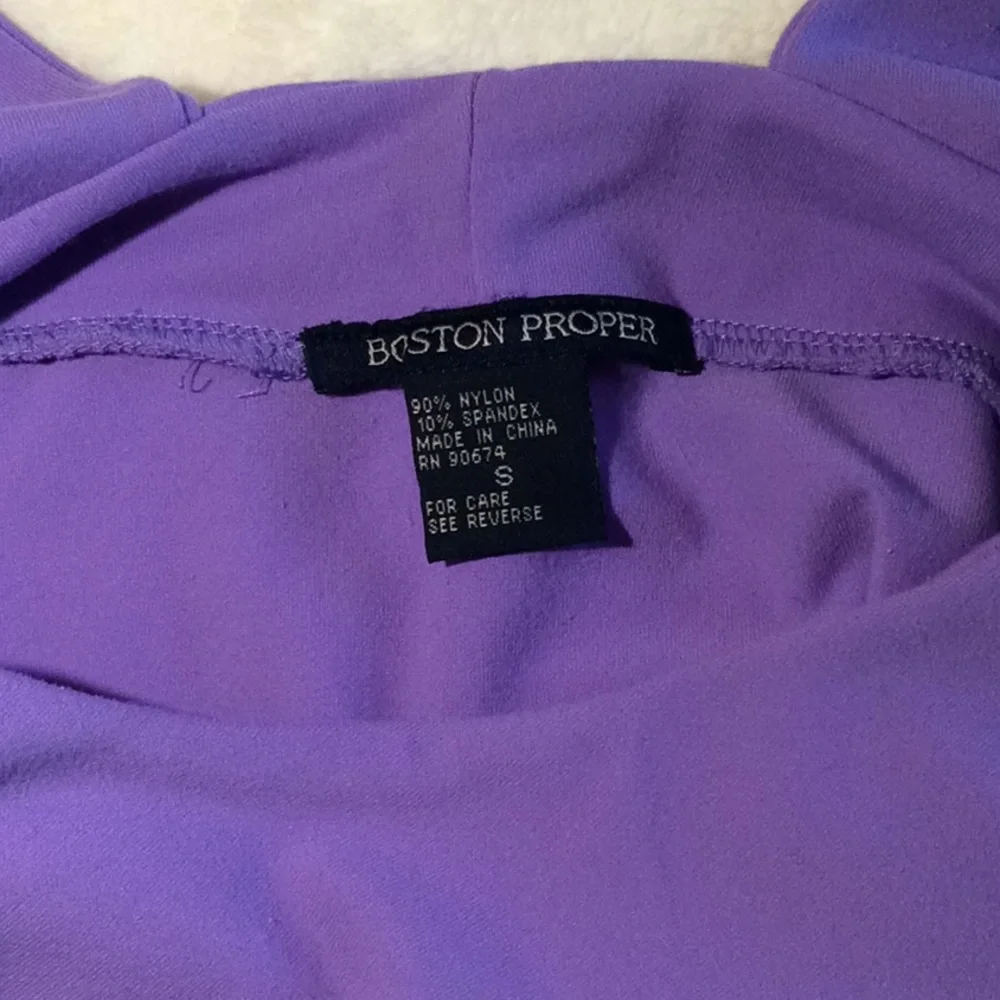 BOSTON PROPER
90% NYLON
10% SPANDEX
MADE IN CHINA
RN 90674
S
FOR CARE
SEE REVERSE